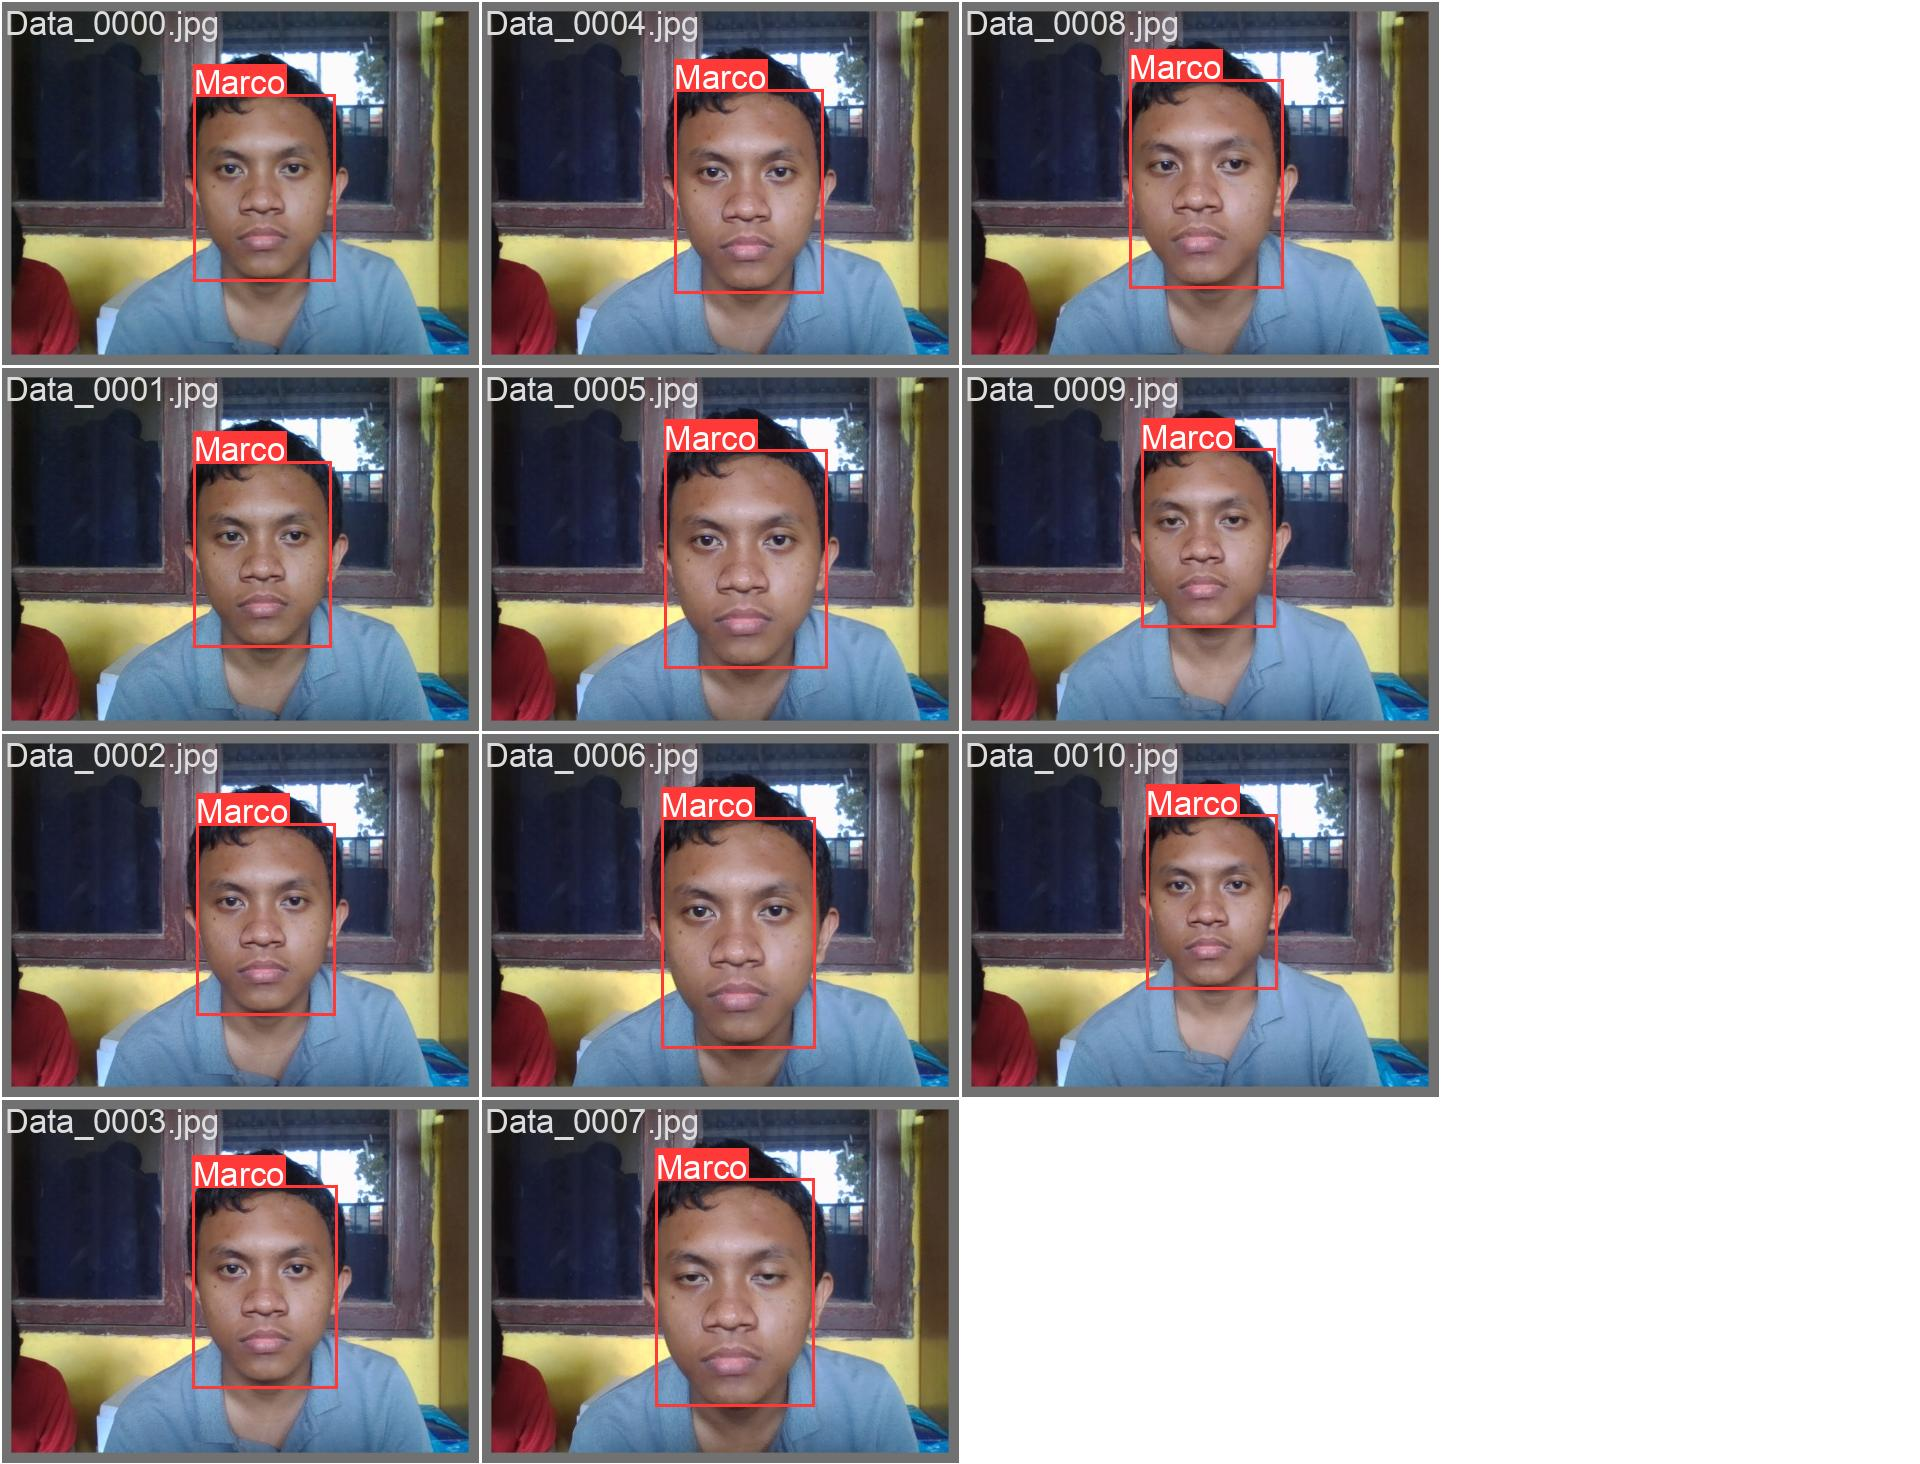 Data_0000.jpg
Marco
Data_0004.jpg
Marco
Data_0008.jpg
Marco
Data_0001.jpg
Marco
Data_0005.jpg
Marco
Data_0009.jpg
Marco
Data_0002.jpg
Marco
Data_0006.jpg
Marco
Data_0010.jpg
Marco
Data_0003.jpg
Marco
Data_0007.jpg
Marco